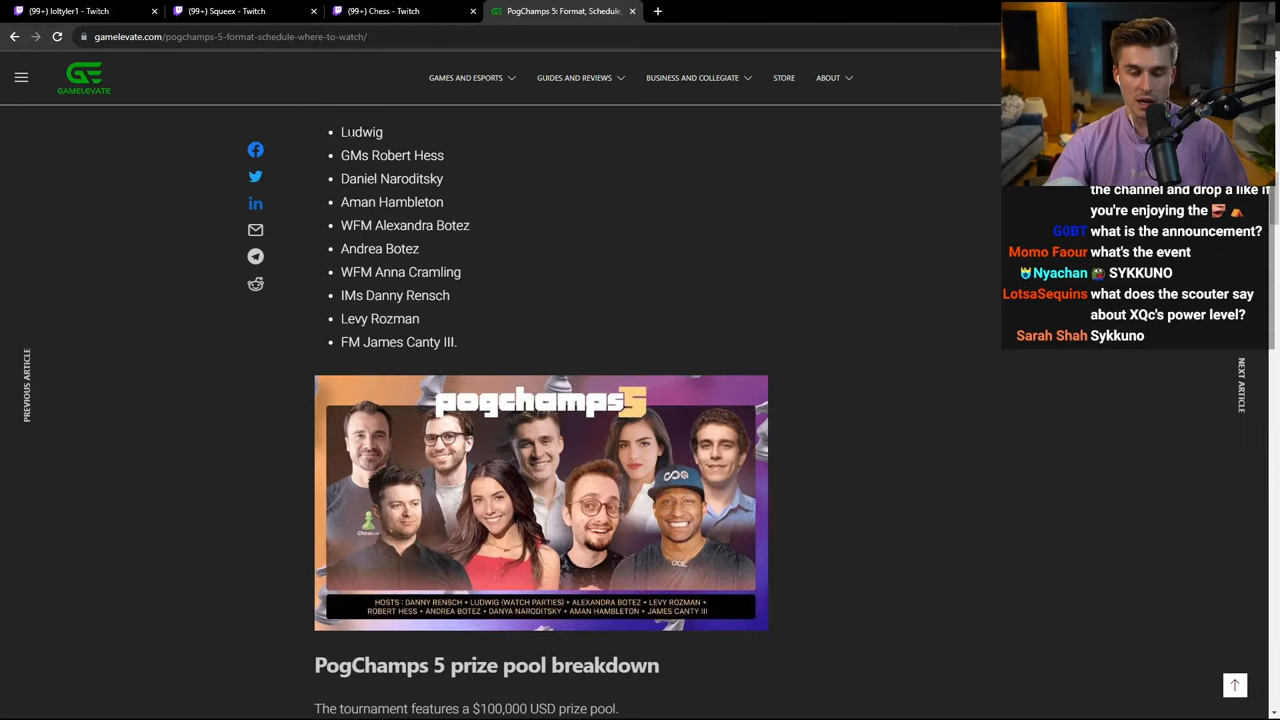 (99+) loltyler1 - Twitch
(99+) Squeex - Twitch
(99+) Chess - Twitch
PogChamps 5: Format, Schedule,
gamelevate.com/pogchamps-5-format-schedule-where-to-watch/
GE
GAMELEVATE
GAMES AND ESPORTS
GUIDES AND REVIEWS
BUSINESS AND COLLEGIATE
STORE
ABOUT
• Ludwig
• GMs Robert Hess
• Daniel Naroditsky
• Aman Hambleton
• WFM Alexandra Botez
• Andrea Botez
• WFM Anna Cramling
• IMs Danny Rensch
• Levy Rozman
• FM James Canty III.
the channel and drop a like if
you're enjoying the
G0BT what is the announcement?
Momo Faour what's the event
Nyachan SYKKUNO
LotsaSequins what does the scouter say
about XQc's power level?
Sarah Shah Sykkuno
PREVIOUS ARTICLE
NEXT ARTICLE
pogchamps5
HOSTS : DANNY RENSCH + LUDWIG (WATCH PARTIES) + ALEXANDRA BOTEZ + LEVY ROZMAN +
ROBERT HESS + ANDREA BOTEZ + DANYA NARODITSKY + AMAN HAMBLETON + JAMES CANTY III
PogChamps 5 prize pool breakdown
The tournament features a $100,000 USD prize pool.